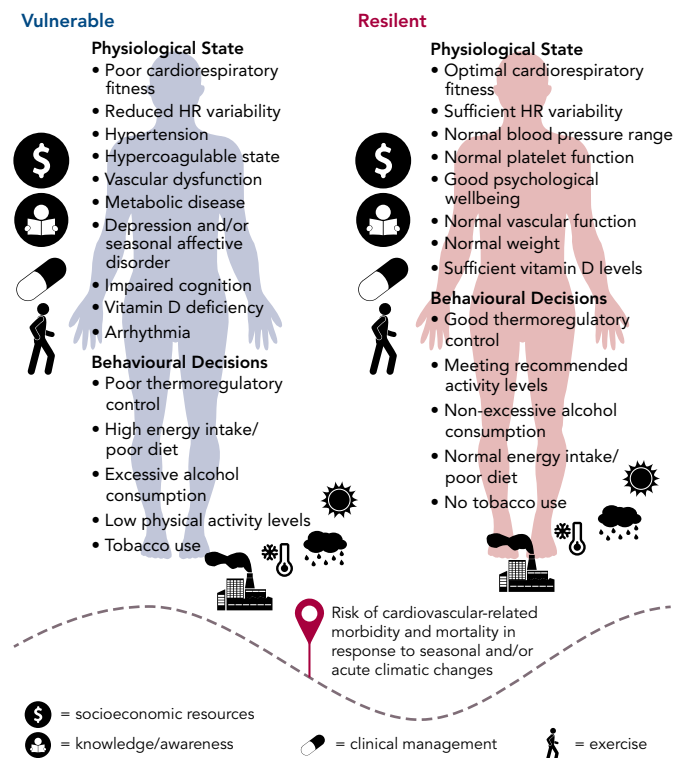 Vulnerable
Physiological State
• Poor cardiorespiratory
fitness
• Reduced HR variability
• Hypertension
• Hypercoagulable state
• Vascular dysfunction
• Metabolic disease
• Depression and/or
seasonal affective
disorder
• Impaired cognition
• Vitamin D deficiency
• Arrhythmia
Behavioural Decisions
• Poor thermoregulatory
control
• High energy intake/
poor diet
• Excessive alcohol
consumption
• Low physical activity levels
• Tobacco use
Resilent
Physiological State
• Optimal cardiorespiratory
fitness
• Sufficient HR variability
• Normal blood pressure range
• Normal platelet function
• Good psychological
wellbeing
• Normal vascular function
• Normal weight
• Sufficient vitamin D levels
Behavioural Decisions
• Good thermoregulatory
control
• Meeting recommended
activity levels
• Non-excessive alcohol
consumption
• Normal energy intake/
poor diet
• No tobacco use
Risk of cardiovascular-related
morbidity and mortality in
response to seasonal and/or
acute climatic changes
$ = socioeconomic resources
= knowledge/awareness
= clinical management
= exercise